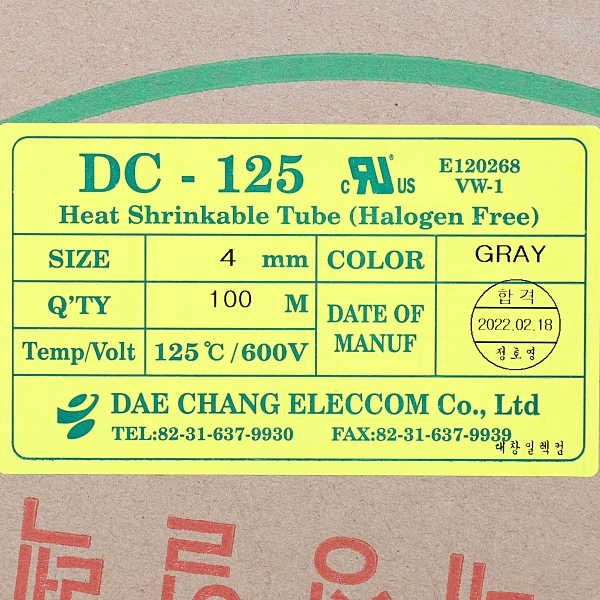 DC - 125 c RU US E120268
VW-1
Heat Shrinkable Tube (Halogen Free)
SIZE 4 mm COLOR GRAY
Q'TY 100 M DATE OF MANUF 합격
2022.02.18
정로영
Temp/Volt 125℃/600V
DAE CHANG ELECCOM Co., Ltd
TEL:82-31-637-9930 FAX:82-31-637-9939
대창일렉컴